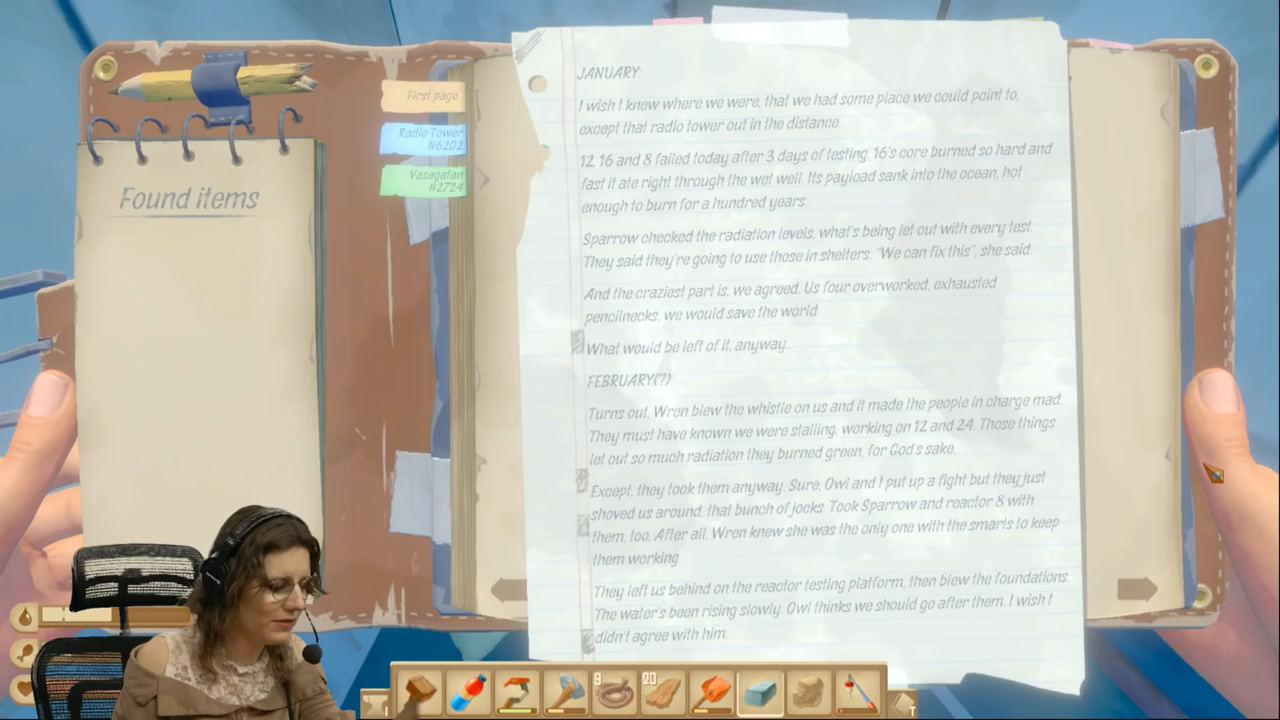 Found items
First page
Radio Tower
#6202
Vasagatan
#2724
JANUARY:
I wish I knew where we were, that we had some place we could point to,
except that radio tower out in the distance.
12, 16 and 8 failed today after 3 days of testing. 16's core burned so hard and
fast it ate right through the wet well. Its payload sank into the ocean, hot
enough to burn for a hundred years.
Sparrow checked the radiation levels, what's being let out with every test.
They said they're going to use those in shelters. "We can fix this", she said.
And the craziest part is, we agreed. Us four overworked, exhausted
pencilnecks, we would save the world.
What would be left of it, anyway.
FEBRUARY(?)
Turns out, Wren blew the whistle on us and it made the people in charge mad.
They must have known we were stalling, working on 12 and 24. Those things
let out so much radiation they burned green, for God's sake.
Except, they took them anyway. Sure, Owl and I put up a fight but they just
shoved us around, that bunch of jocks. Took Sparrow and reactor 8 with
them, too. After all, Wren knew she was the only one with the smarts to keep
them working.
They left us behind on the reactor testing platform, then blew the foundations.
The water's been rising slowly. Owl thinks we should go after them. I wish I
didn't agree with him.
9
20
T